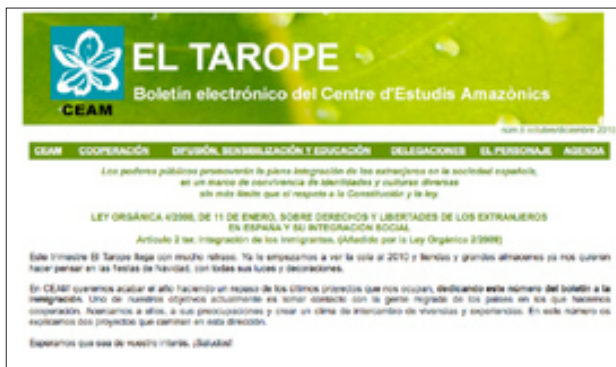 EL TAROPE
Boletín electrónico del Centre d'Estudis Amazònics
CEAM
CEAM COOPERACIÓN DIFUSIÓN, SENSIBILIZACIÓN Y EDUCACIÓN DELEGACIONES EL PERSONAJE AGENDA
Los poderes públicos promoverán la plena integración de los extranjeros en la sociedad española,
en un marco de convivencia de identidades y culturas diversas
sin más límite que el respeto a la Constitución y la ley.
LEY ORGÁNICA 4/2000, DE 11 DE ENERO, SOBRE DERECHOS Y LIBERTADES DE LOS EXTRANJEROS
EN ESPAÑA Y SU INTEGRACIÓN SOCIAL
Artículo 2 ter. Integración de los inmigrantes. (Añadido por la Ley Orgánica 2/2009)
Este trimestre El Tarope llega con mucho retraso. Ya le empezamos a ver la cola al 2010 y tiendas y grandes almacenes ya nos quieren
hacer pensar en las fiestas de Navidad, con todas sus luces y decoraciones.
En CEAM queremos acabar el año haciendo un repaso de los últimos proyectos que nos ocupan, dedicando este número del boletín a la
inmigración. Uno de nuestros objetivos actualmente es tomar contacto con la gente migrada de los países en los que hacemos
cooperación. Acercarnos a ellos, a sus preocupaciones y crear un clima de intercambio de vivencias y experiencias. En este número os
explicamos dos proyectos que caminan en esta dirección.
Esperamos que sea de vuestro interés. ¡Saludos!